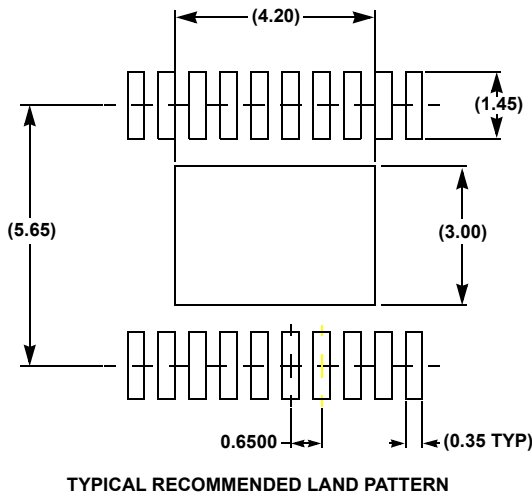 (4.20)
(1.45)
(5.65)
(3.00)
0.6500
(0.35 TYP)
TYPICAL RECOMMENDED LAND PATTERN